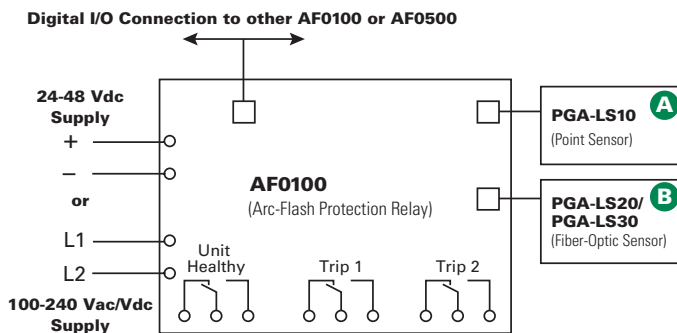 Digital I/O Connection to other AF0100 or AF0500
24-48 Vdc
Supply
+
–
or
L1
L2
100-240 Vac/Vdc
Supply
AF0100
(Arc-Flash Protection Relay)
Unit
Healthy
Trip 1
Trip 2
A
PGA-LS10
(Point Sensor)
B
PGA-LS20/
PGA-LS30
(Fiber-Optic Sensor)